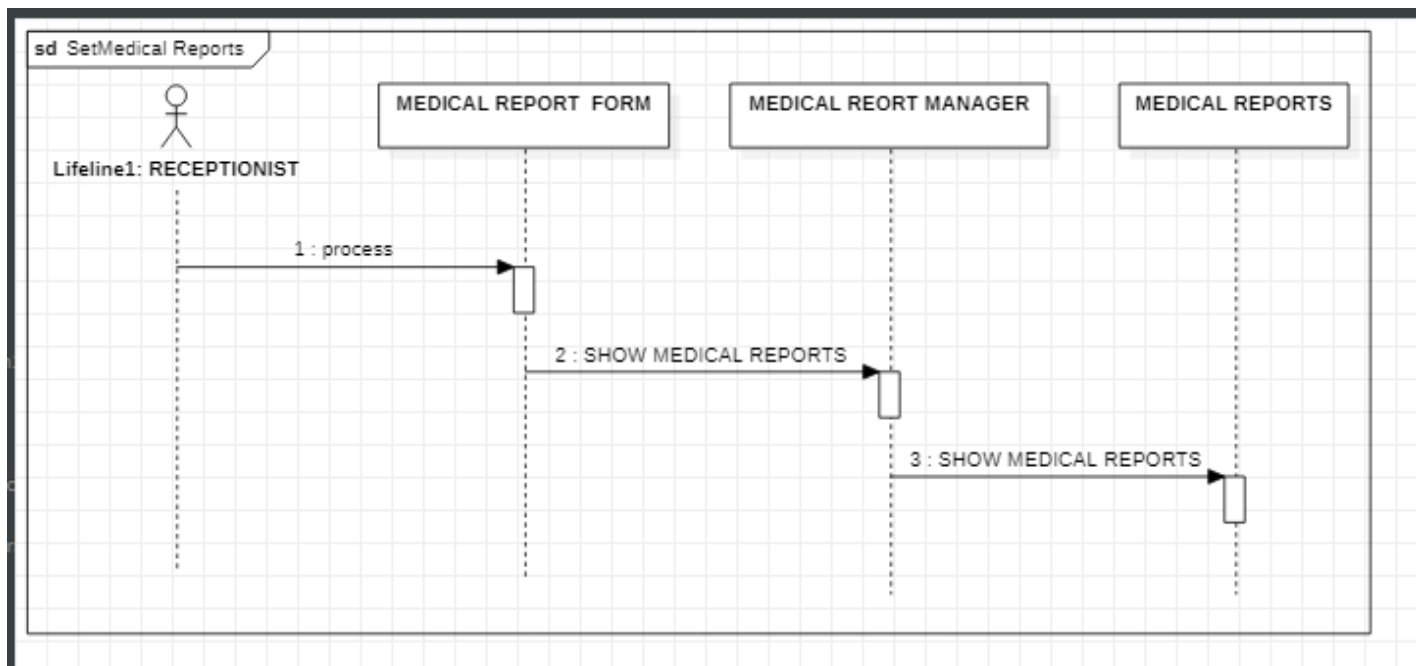 sd SetMedical Reports
MEDICAL REPORT FORM
MEDICAL REORT MANAGER
MEDICAL REPORTS
Lifeline1: RECEPTIONIST
1 : process
2 : SHOW MEDICAL REPORTS
3 : SHOW MEDICAL REPORTS